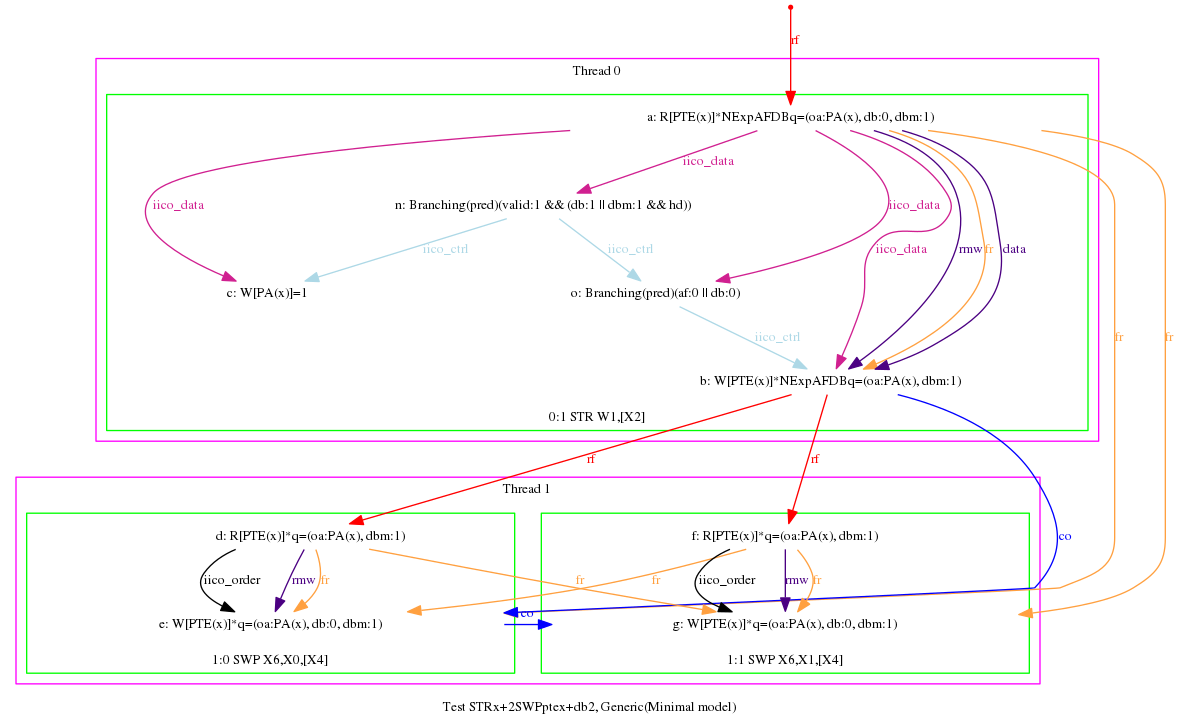 rf
Thread 0
a: R[PTE(x)]*NExpAFDBq=(oa:PA(x), db:0, dbm:1)
iico_data
iico_data
iico_data
n: Branching(pred)(valid:1 && (db:1 || dbm:1 && hd))
iico_ctrl
iico_ctrl
iico_data
rmw
fr
data
c: W[PA(x)]=1
o: Branching(pred)(af:0 || db:0)
iico_ctrl
fr
fr
b: W[PTE(x)]*NExpAFDBq=(oa:PA(x), dbm:1)
0:1 STR W1,[X2]
rf
rf
Thread 1
d: R[PTE(x)]*q=(oa:PA(x), dbm:1)
f: R[PTE(x)]*q=(oa:PA(x), dbm:1)
co
iico_order
rmw
fr
fr
fr
iico_order
rmw
fr
co
e: W[PTE(x)]*q=(oa:PA(x), db:0, dbm:1)
g: W[PTE(x)]*q=(oa:PA(x), db:0, dbm:1)
1:0 SWP X6,X0,[X4]
1:1 SWP X6,X1,[X4]
Test STRx+2SWPptex+db2, Generic(Minimal model)